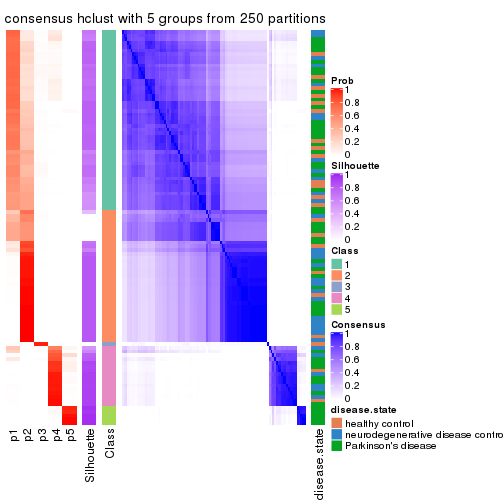 consensus hclust with 5 groups from 250 partitions
Prob
1
0.8
0.6
0.4
0.2
0
Silhouette
1
0.8
0.6
0.4
0.2
0
Class
1
2
3
4
5
Consensus
1
0.8
0.6
0.4
0.2
0
disease.state
healthy control
neurodegenerative disease contro
Parkinson's disease
p1
p2
p3
p4
p5
Silhouette
Class
disease.state